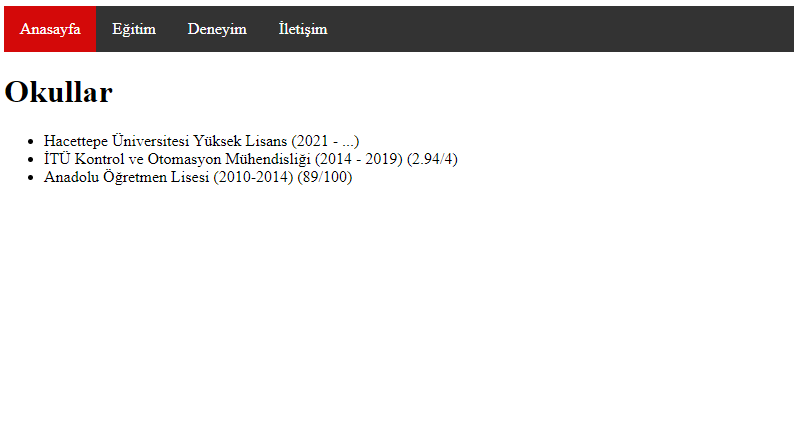 Anasayfa Eğitim Deneyim İletişim
Okullar
• Hacettepe Üniversitesi Yüksek Lisans (2021 - ...)
• İTÜ Kontrol ve Otomasyon Mühendisliği (2014 - 2019) (2.94/4)
• Anadolu Öğretmen Lisesi (2010-2014) (89/100)